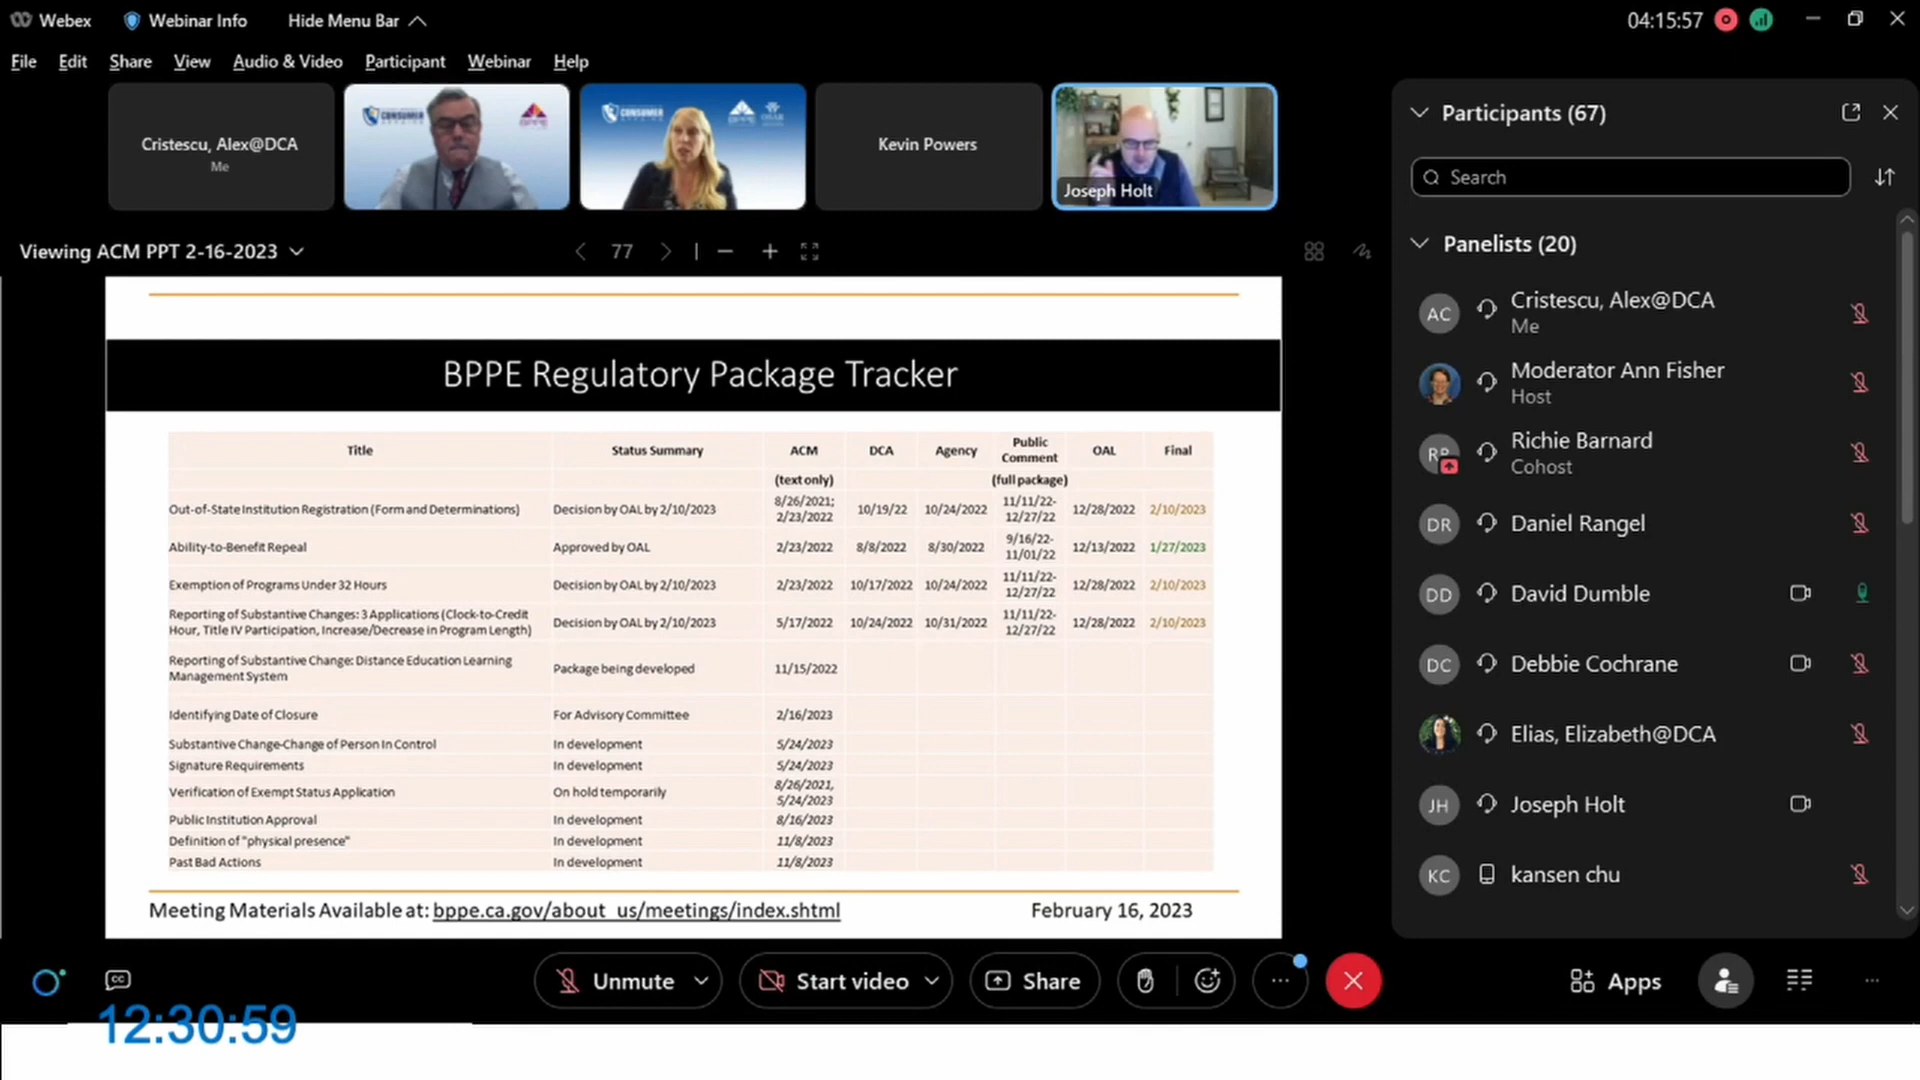 Webex
Webinar Info
Hide Menu Bar
04:15:57
File Edit Share View Audio & Video Participant Webinar Help
Cristescu, Alex@DCA
Me
CONSUMER
BPPE
CONSUMER
BPPE
OSAR
Kevin Powers
Joseph Holt
Viewing ACM PPT 2-16-2023
77
BPPE Regulatory Package Tracker
Title Status Summary ACM DCA Agency Public Comment OAL Final
(text only) (full package)
Out-of-State Institution Registration (Form and Determinations) Decision by OAL by 2/10/2023 8/26/2021; 2/23/2022 10/19/22 10/24/2022 11/11/22-12/27/22 12/28/2022 2/10/2023
Ability-to-Benefit Repeal Approved by OAL 2/23/2022 8/8/2022 8/30/2022 9/16/22-11/01/22 12/13/2022 1/27/2023
Exemption of Programs Under 32 Hours Decision by OAL by 2/10/2023 2/23/2022 10/17/2022 10/24/2022 11/11/22-12/27/22 12/28/2022 2/10/2023
Reporting of Substantive Changes: 3 Applications (Clock-to-Credit Hour, Title IV Participation, Increase/Decrease in Program Length) Decision by OAL by 2/10/2023 5/17/2022 10/24/2022 10/31/2022 11/11/22-12/27/22 12/28/2022 2/10/2023
Reporting of Substantive Change: Distance Education Learning Management System Package being developed 11/15/2022
Identifying Date of Closure For Advisory Committee 2/16/2023
Substantive Change-Change of Person In Control In development 5/24/2023
Signature Requirements In development 5/24/2023
Verification of Exempt Status Application On hold temporarily 8/26/2021, 5/24/2023
Public Institution Approval In development 8/16/2023
Definition of "physical presence" In development 11/8/2023
Past Bad Actions In development 11/8/2023
Meeting Materials Available at: bppe.ca.gov/about_us/meetings/index.shtml
February 16, 2023
Participants (67)
Search
Panelists (20)
AC Cristescu, Alex@DCA
Me
Moderator Ann Fisher
Host
Richie Barnard
Cohost
DR Daniel Rangel
DD David Dumble
DC Debbie Cochrane
Elias, Elizabeth@DCA
JH Joseph Holt
KC kansen chu
CC
Unmute
Start video
Share
Apps
12:30:59